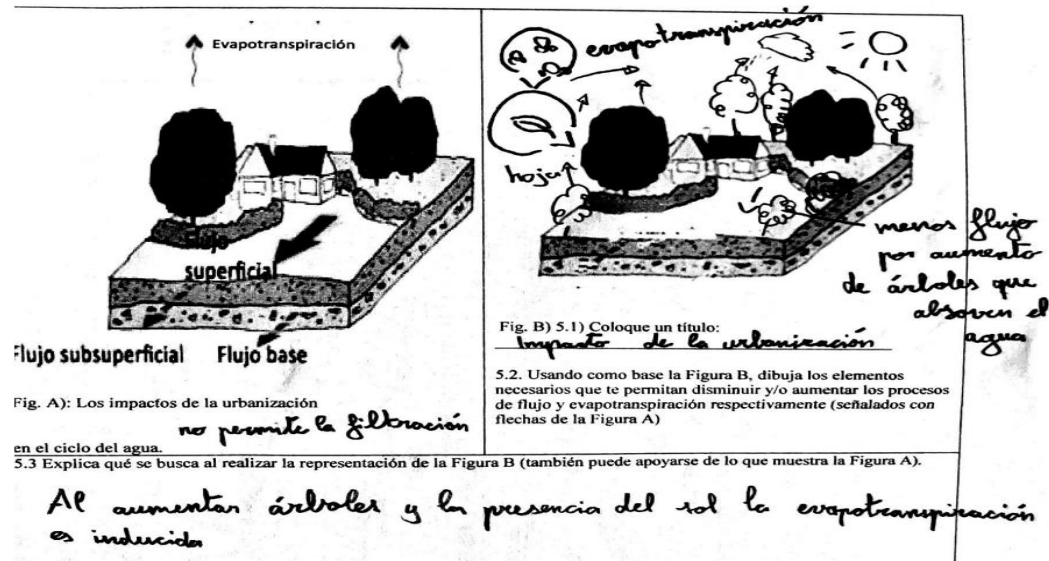 Evapotranspiración
Flujo
superficial
Flujo subsuperficial
Flujo base
Fig. A): Los impactos de la urbanización
no permite la filtración
en el ciclo del agua.
evapotranspiración
hoja
menos flujo
por aumento
de árboles que
absorven el
agua
Fig. B) 5.1) Coloque un título:
Impacto de la urbanización
5.2. Usando como base la Figura B, dibuja los elementos
necesarios que te permitan disminuir y/o aumentar los procesos
de flujo y evapotranspiración respectivamente (señalados con
flechas de la Figura A)
5.3 Explica qué se busca al realizar la representación de la Figura B (también puede apoyarse de lo que muestra la Figura A).
Al aumentar árboles y la presencia del sol la evapotranspiración
es inducida